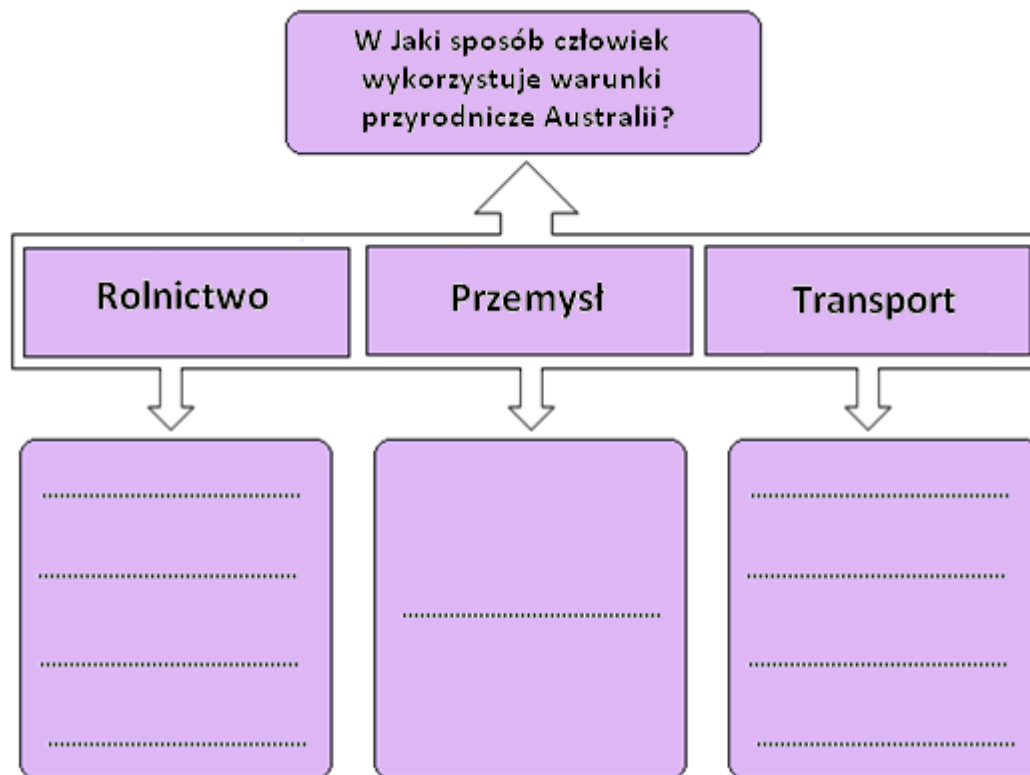 W Jaki sposób człowiek
wykorzystuje warunki
przyrodnicze Australii?
Rolnictwo
Przemysł
Transport